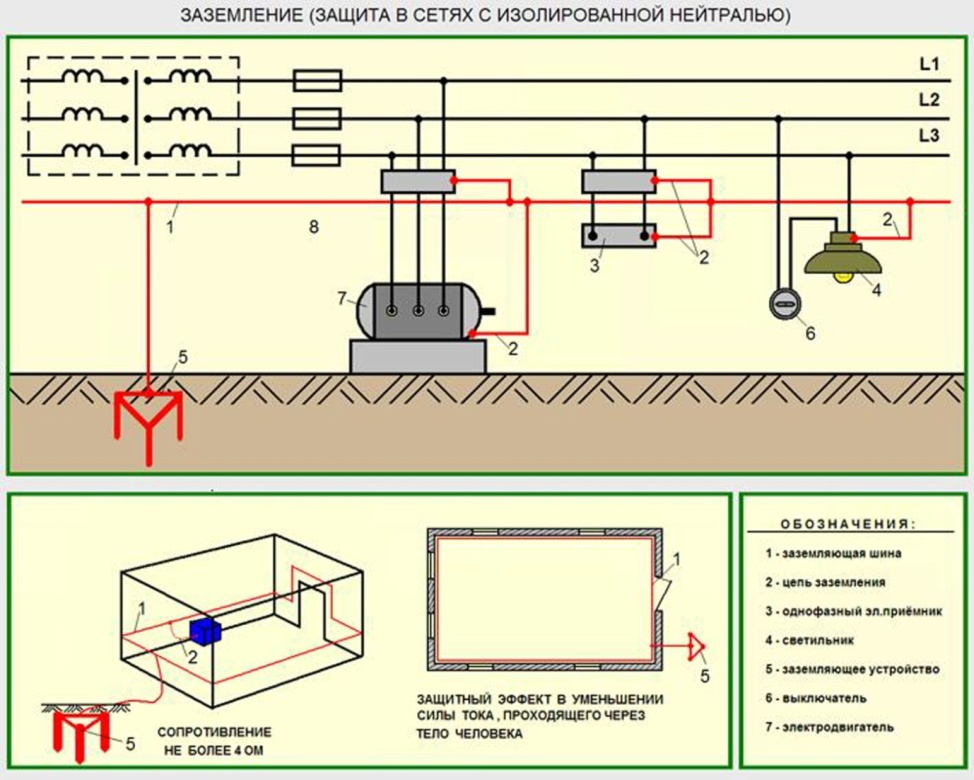 ЗАЗЕМЛЕНИЕ (ЗАЩИТА В СЕТЯХ С ИЗОЛИРОВАННОЙ НЕЙТРАЛЬЮ)
L1
L2
L3
1
8
2
3
2
4
7
6
2
5
1
2
5
СОПРОТИВЛЕНИЕ
НЕ БОЛЕЕ 4 ОМ
1
5
ЗАЩИТНЫЙ ЭФФЕКТ В УМЕНЬШЕНИИ
СИЛЫ ТОКА , ПРОХОДЯЩЕГО ЧЕРЕЗ
ТЕЛО ЧЕЛОВЕКА
ОБОЗНАЧЕНИЯ:
1 - заземляющая шина
2 - цепь заземления
3 - однофазный эл.приёмник
4 - светильник
5 - заземляющее устройство
6 - выключатель
7 - электродвигатель